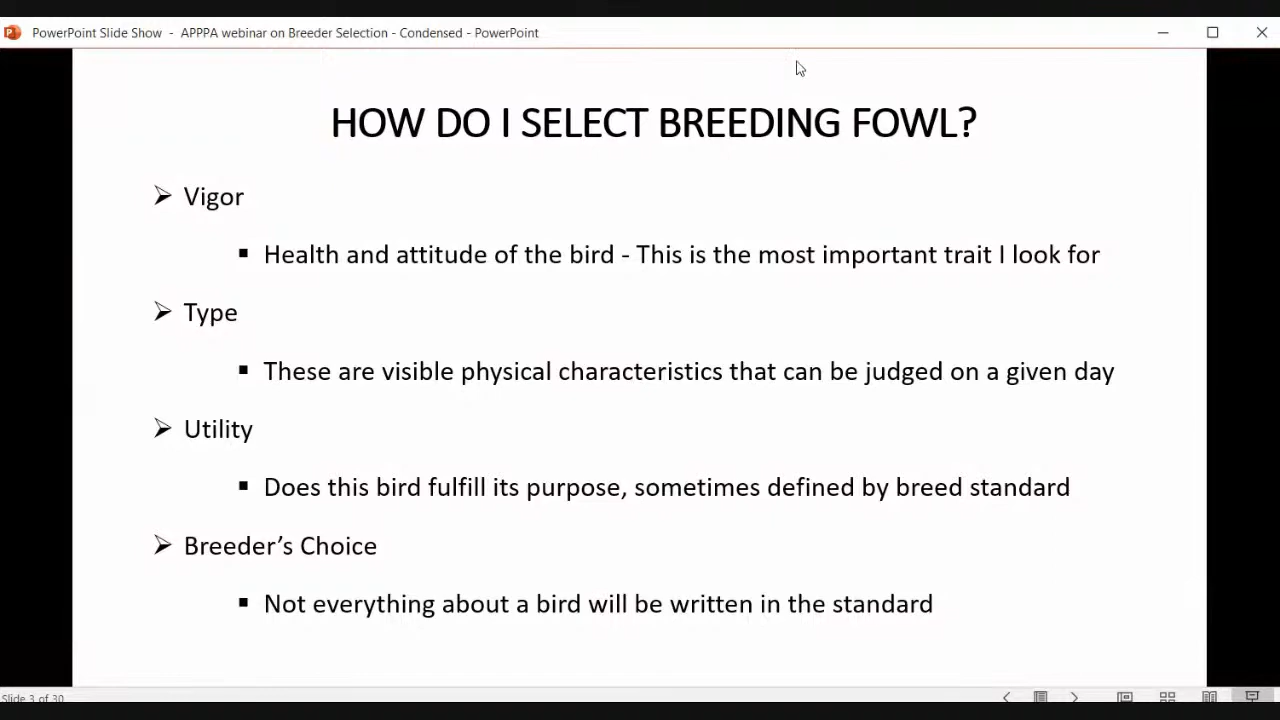 PowerPoint Slide Show - APPPA webinar on Breeder Selection - Condensed - PowerPoint
HOW DO I SELECT BREEDING FOWL?
Vigor
Health and attitude of the bird - This is the most important trait I look for
Type
These are visible physical characteristics that can be judged on a given day
Utility
Does this bird fulfill its purpose, sometimes defined by breed standard
Breeder's Choice
Not everything about a bird will be written in the standard
Slide 3 of 30